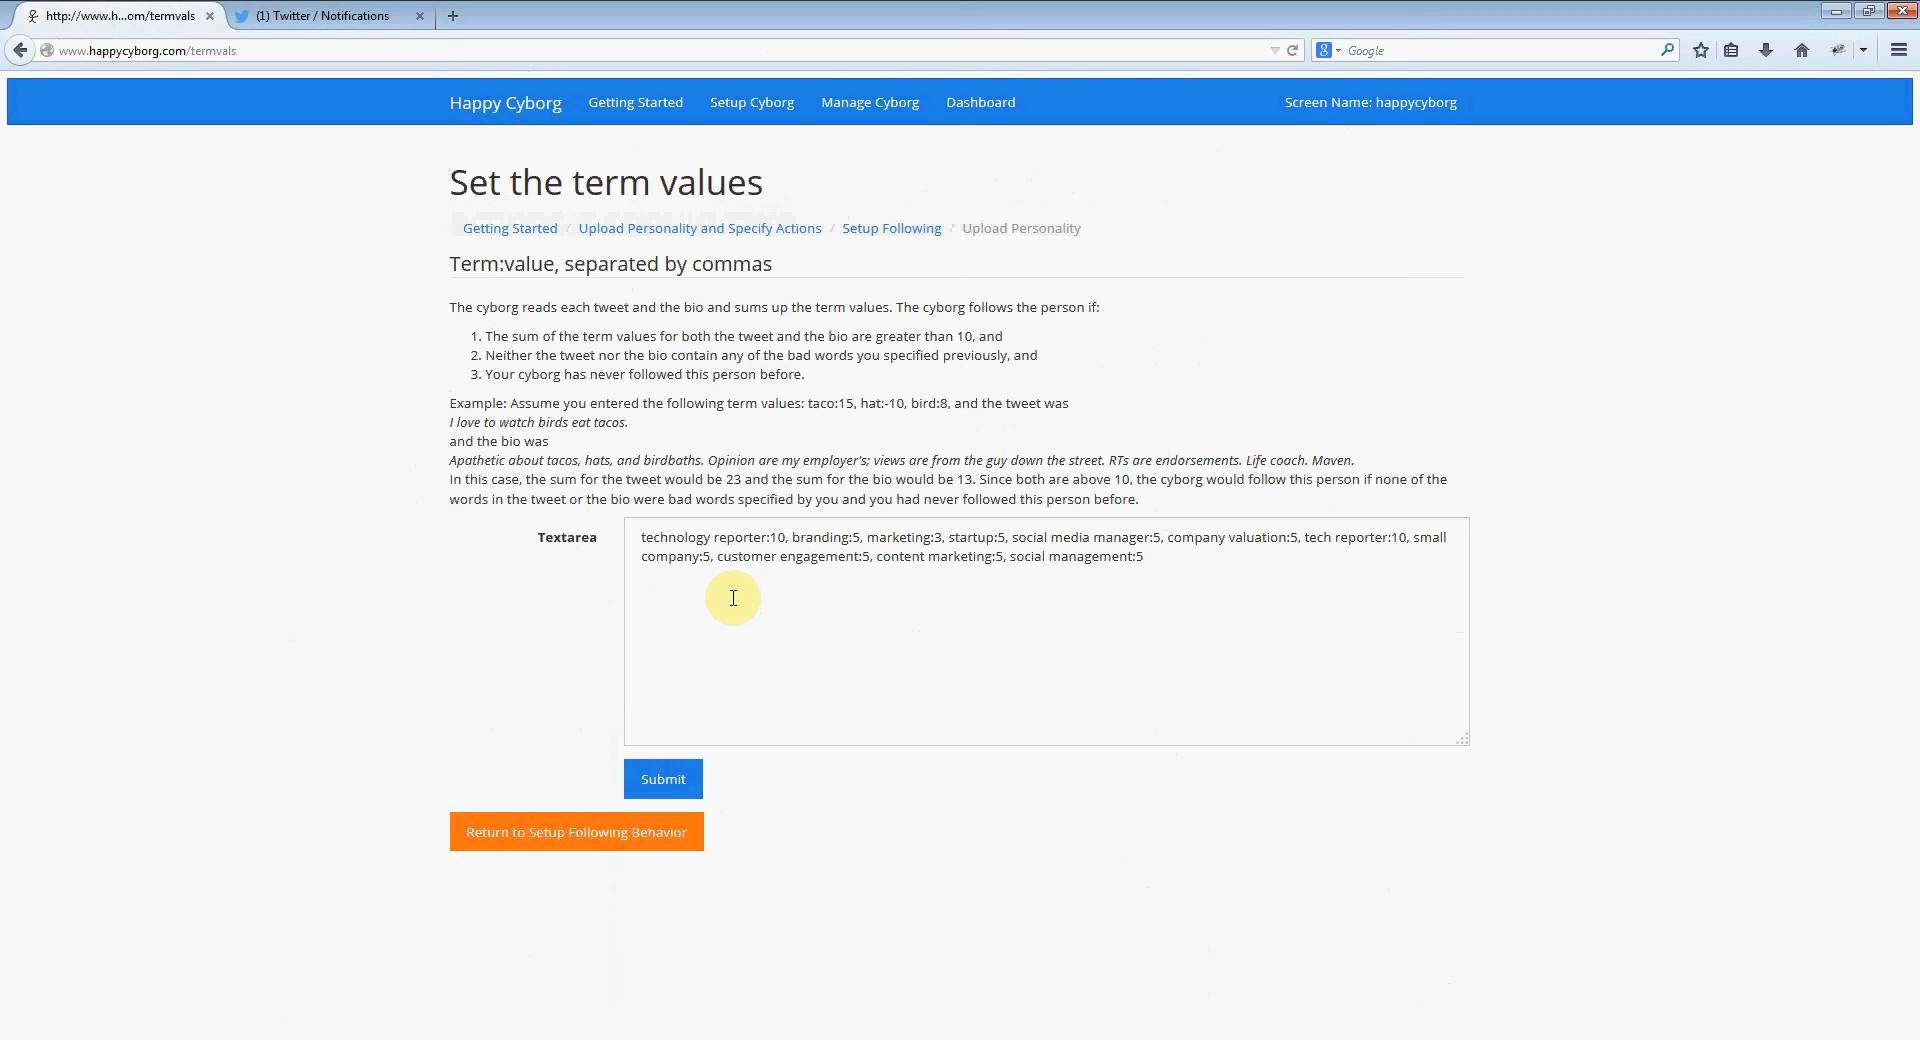 http://www.h...om/termvals
(1) Twitter / Notifications
www.happycyborg.com/termvals
Google
Happy Cyborg
Getting Started
Setup Cyborg
Manage Cyborg
Dashboard
Screen Name: happycyborg
Set the term values
Getting Started / Upload Personality and Specify Actions / Setup Following / Upload Personality
Term:value, separated by commas
The cyborg reads each tweet and the bio and sums up the term values. The cyborg follows the person if:
1. The sum of the term values for both the tweet and the bio are greater than 10, and
2. Neither the tweet nor the bio contain any of the bad words you specified previously, and
3. Your cyborg has never followed this person before.
Example: Assume you entered the following term values: taco:15, hat:-10, bird:8, and the tweet was
I love to watch birds eat tacos.
and the bio was
Apathetic about tacos, hats, and birdbaths. Opinion are my employer's; views are from the guy down the street. RTs are endorsements. Life coach. Maven.
In this case, the sum for the tweet would be 23 and the sum for the bio would be 13. Since both are above 10, the cyborg would follow this person if none of the
words in the tweet or the bio were bad words specified by you and you had never followed this person before.
Textarea
technology reporter:10, branding:5, marketing:3, startup:5, social media manager:5, company valuation:5, tech reporter:10, small
company:5, customer engagement:5, content marketing:5, social management:5
Submit
Return to Setup Following Behavior